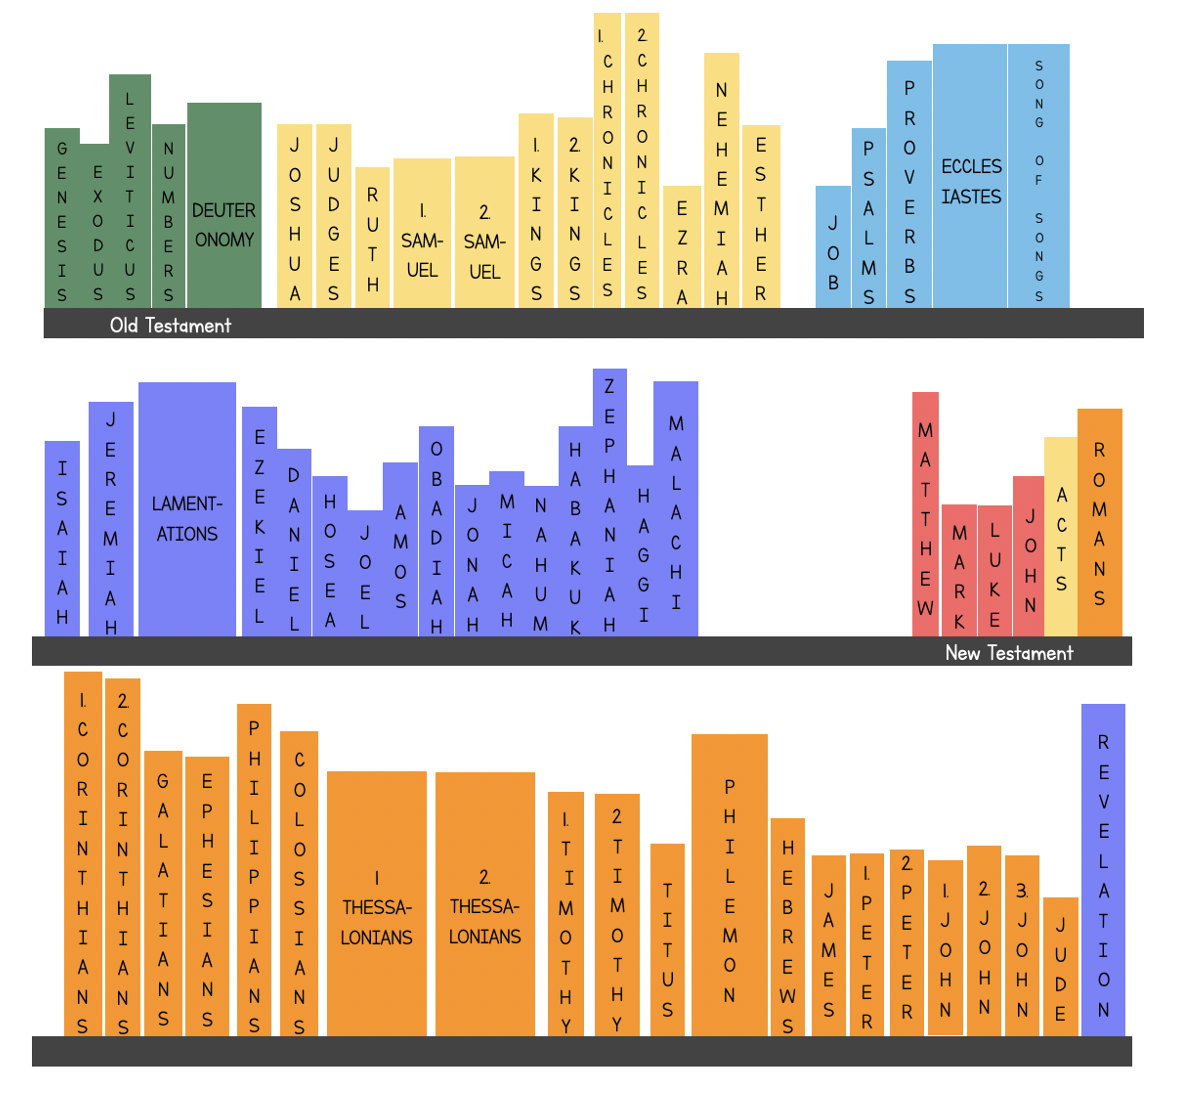 GENESIS
EXODUS
LEVITICUS
NUMBERS
DEUTER
ONOMY
JOSHUA
JUDGES
RUTH
1.
SAM-
UEL
2.
SAM-
UEL
1. KINGS
2. KINGS
1. CHRONICLES
2. CHRONICLES
EZRA
NEHEMIAH
ESTHER
JOB
PSALMS
PROVERBS
ECCLES
IASTES
SONG OF SONGS
Old Testament
ISAIAH
JEREMIAH
LAMENT-
ATIONS
EZEKIEL
DANIEL
HOSEA
JOEL
AMOS
OBADIAH
JONAH
MICAH
NAHUM
HABAKUK
ZEPHANIAH
HAGGI
MALACHI
MATTHEW
MARK
LUKE
JOHN
ACTS
ROMANS
New Testament
1. CORINTHIANS
2. CORINTHIANS
GALATIANS
EPHESIANS
PHILIPPIANS
COLOSSIANS
1
THESSA-
LONIANS
2.
THESSA-
LONIANS
1. TIMOTHY
2 TIMOTHY
TITUS
PHILEMON
HEBREWS
JAMES
1. PETER
2. PETER
1. JOHN
2. JOHN
3. JOHN
JUDE
REVELATION